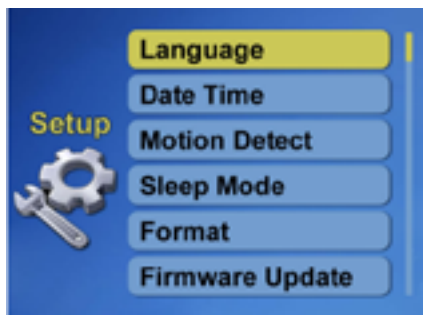 Language
Date Time
Setup
Motion Detect
Sleep Mode
Format
Firmware Update